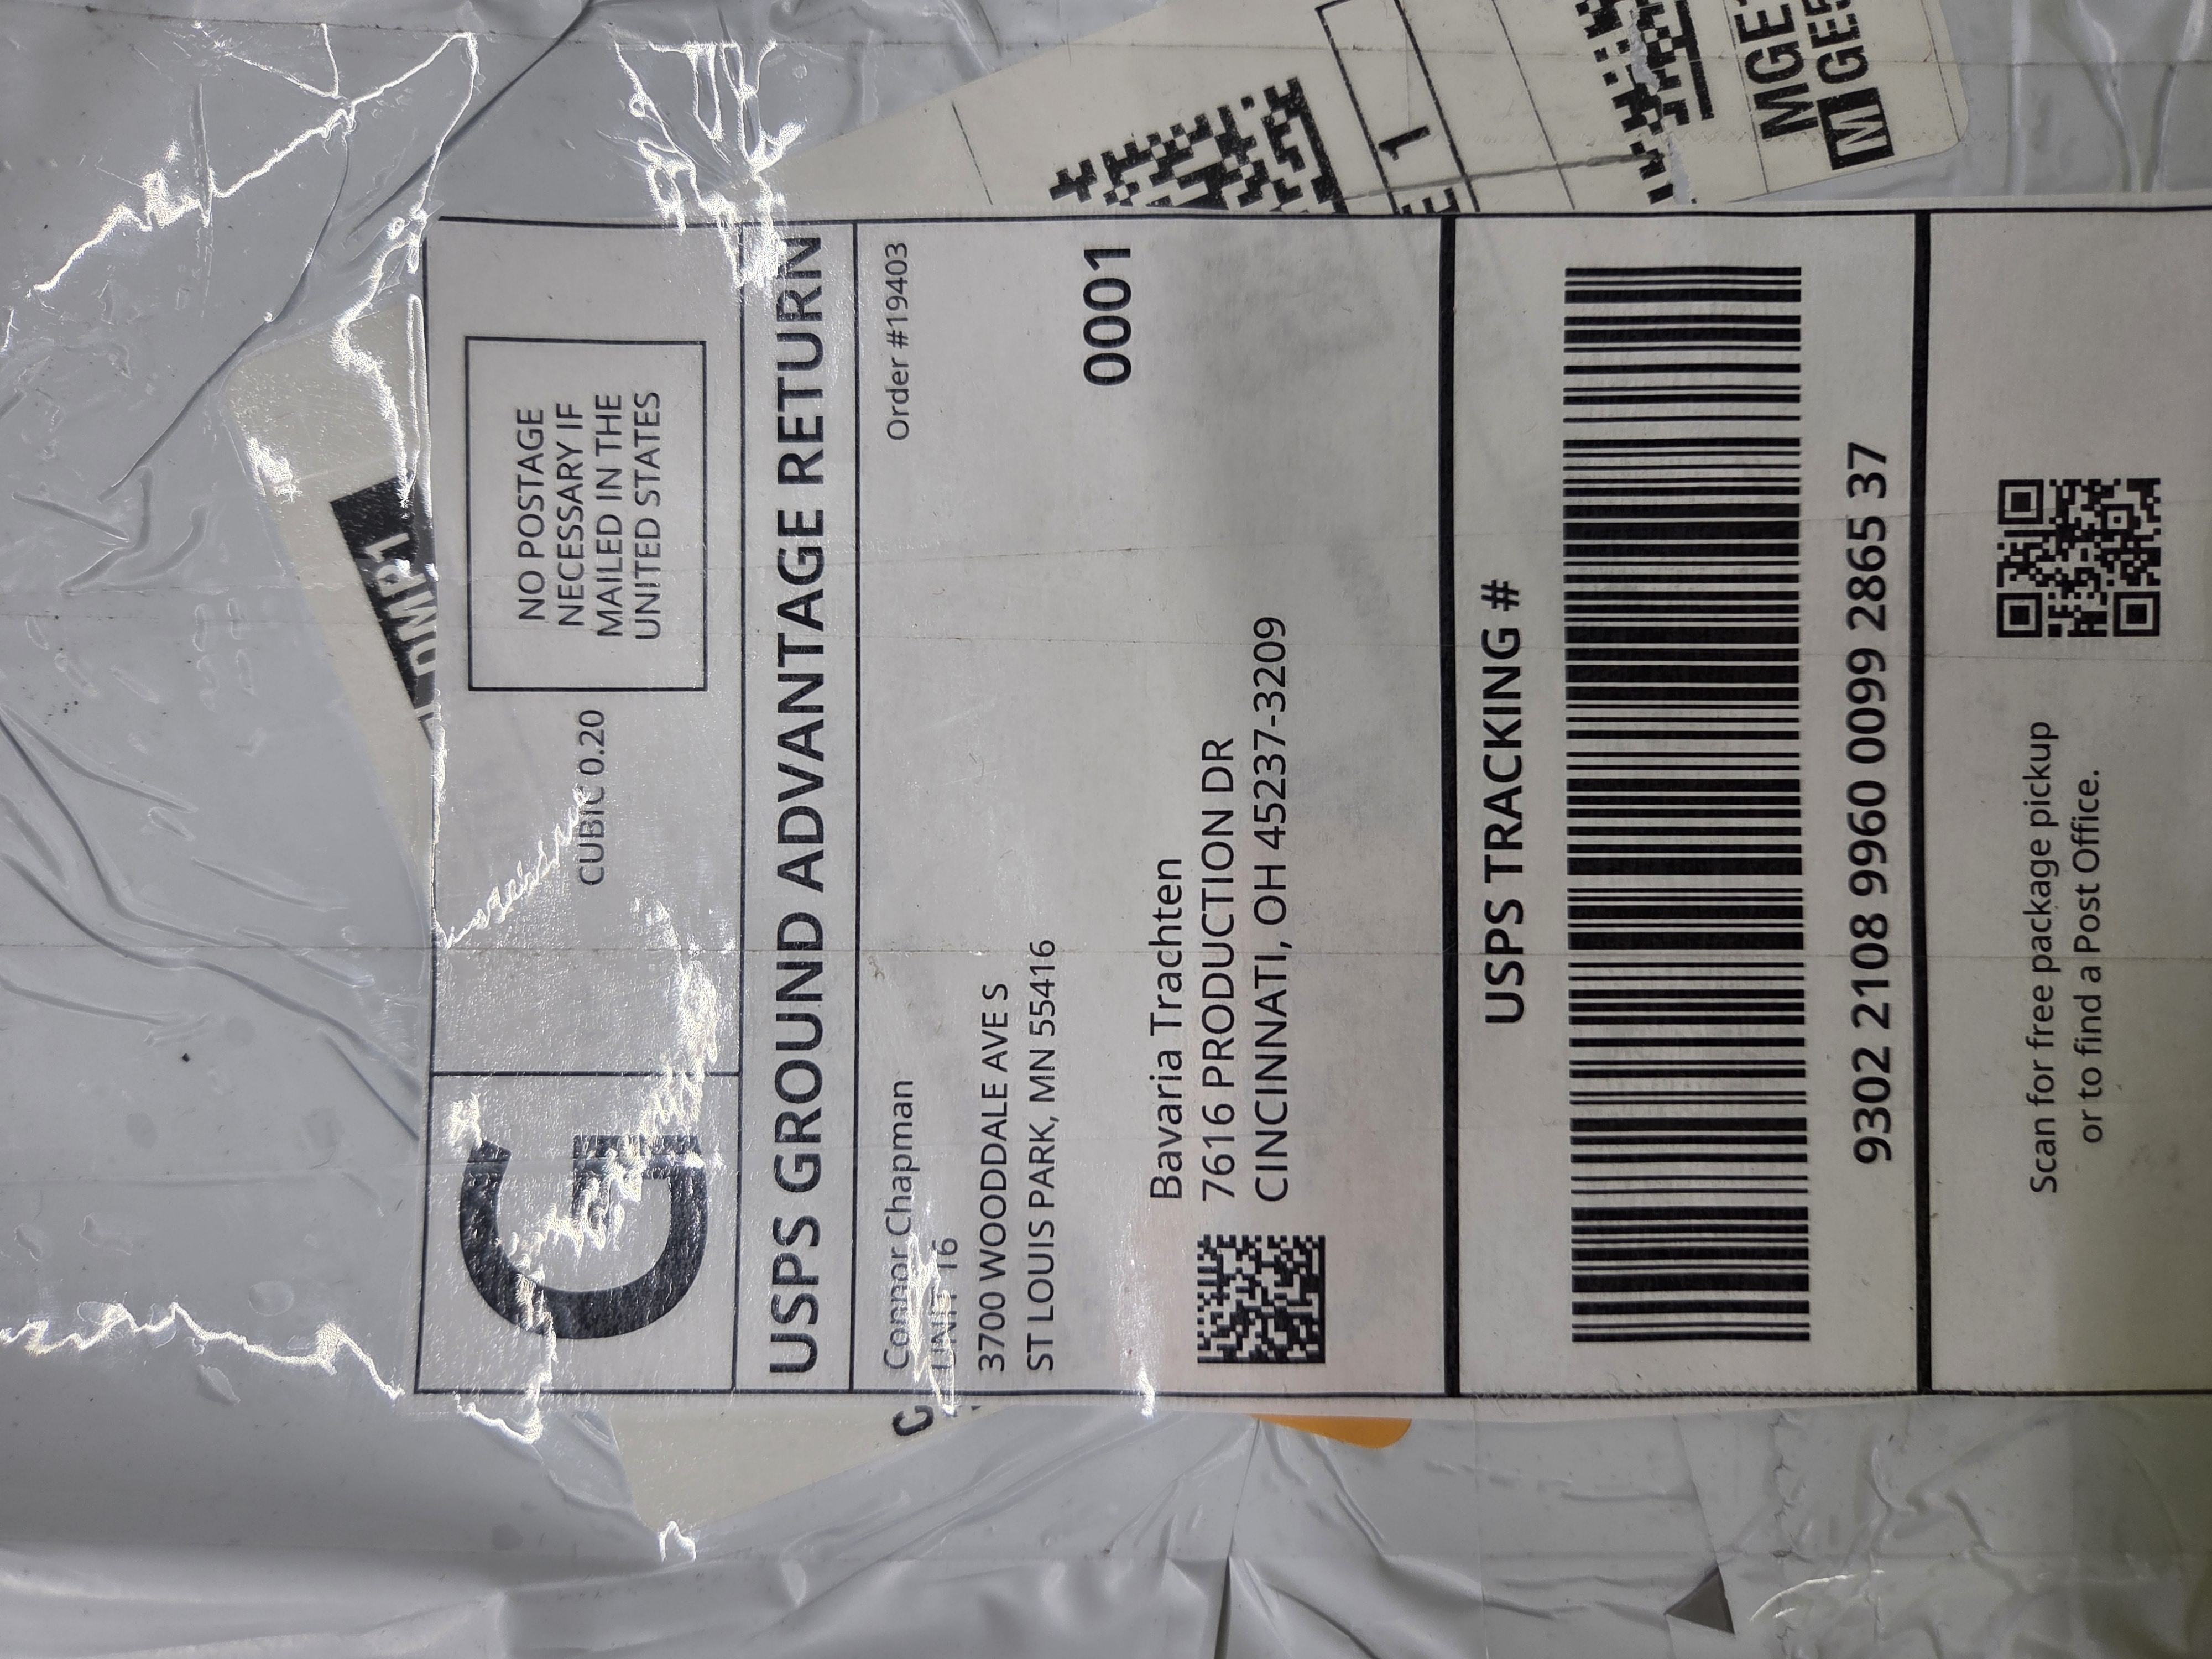 G
CUBIC 0.20
NO POSTAGE
NECESSARY IF
MAILED IN THE
UNITED STATES
USPS GROUND ADVANTAGE RETURN
Connor Chapman
UNIT 16
3700 WOODDALE AVE S
ST LOUIS PARK, MN 55416
Order #19403
0001
Bavaria Trachten
7616 PRODUCTION DR
CINCINNATI, OH 45237-3209
USPS TRACKING #
9302 2108 9960 0099 2865 37
Scan for free package pickup
or to find a Post Office.
1